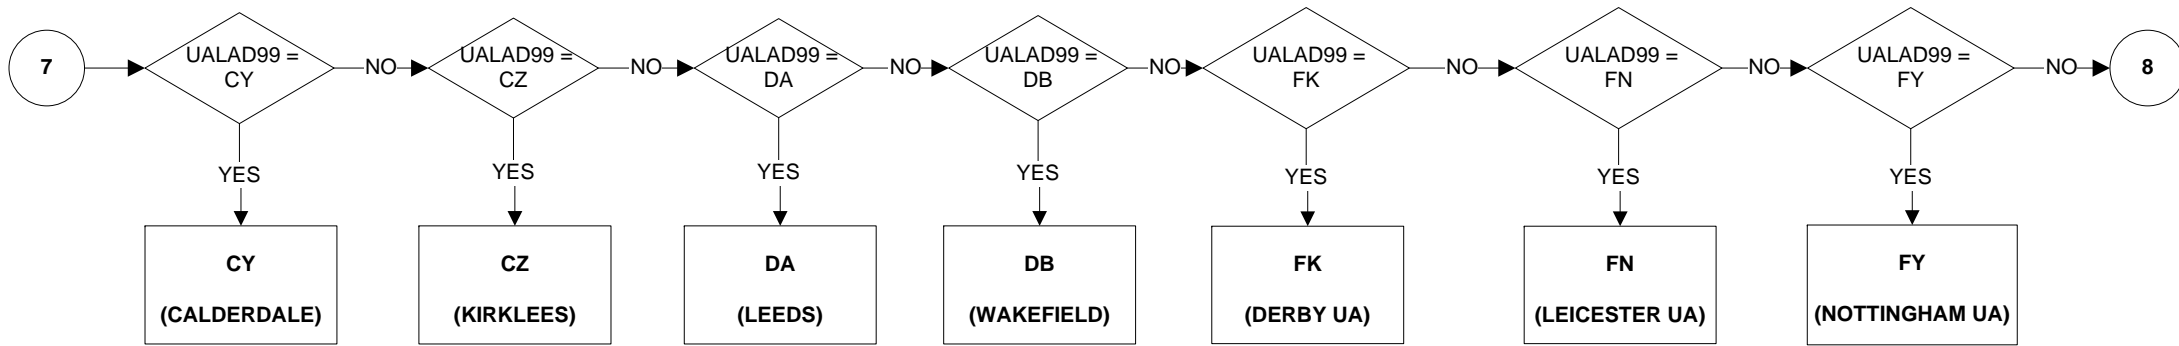 7
UALAD99 =
CY
NO
UALAD99 =
CZ
NO
UALAD99 =
DA
NO
UALAD99 =
DB
NO
UALAD99 =
FK
NO
UALAD99 =
FN
NO
UALAD99 =
FY
NO
8
YES
YES
YES
YES
YES
YES
YES
CY
(CALDERDALE)
CZ
(KIRKLEES)
DA
(LEEDS)
DB
(WAKEFIELD)
FK
(DERBY UA)
FN
(LEICESTER UA)
FY
(NOTTINGHAM UA)